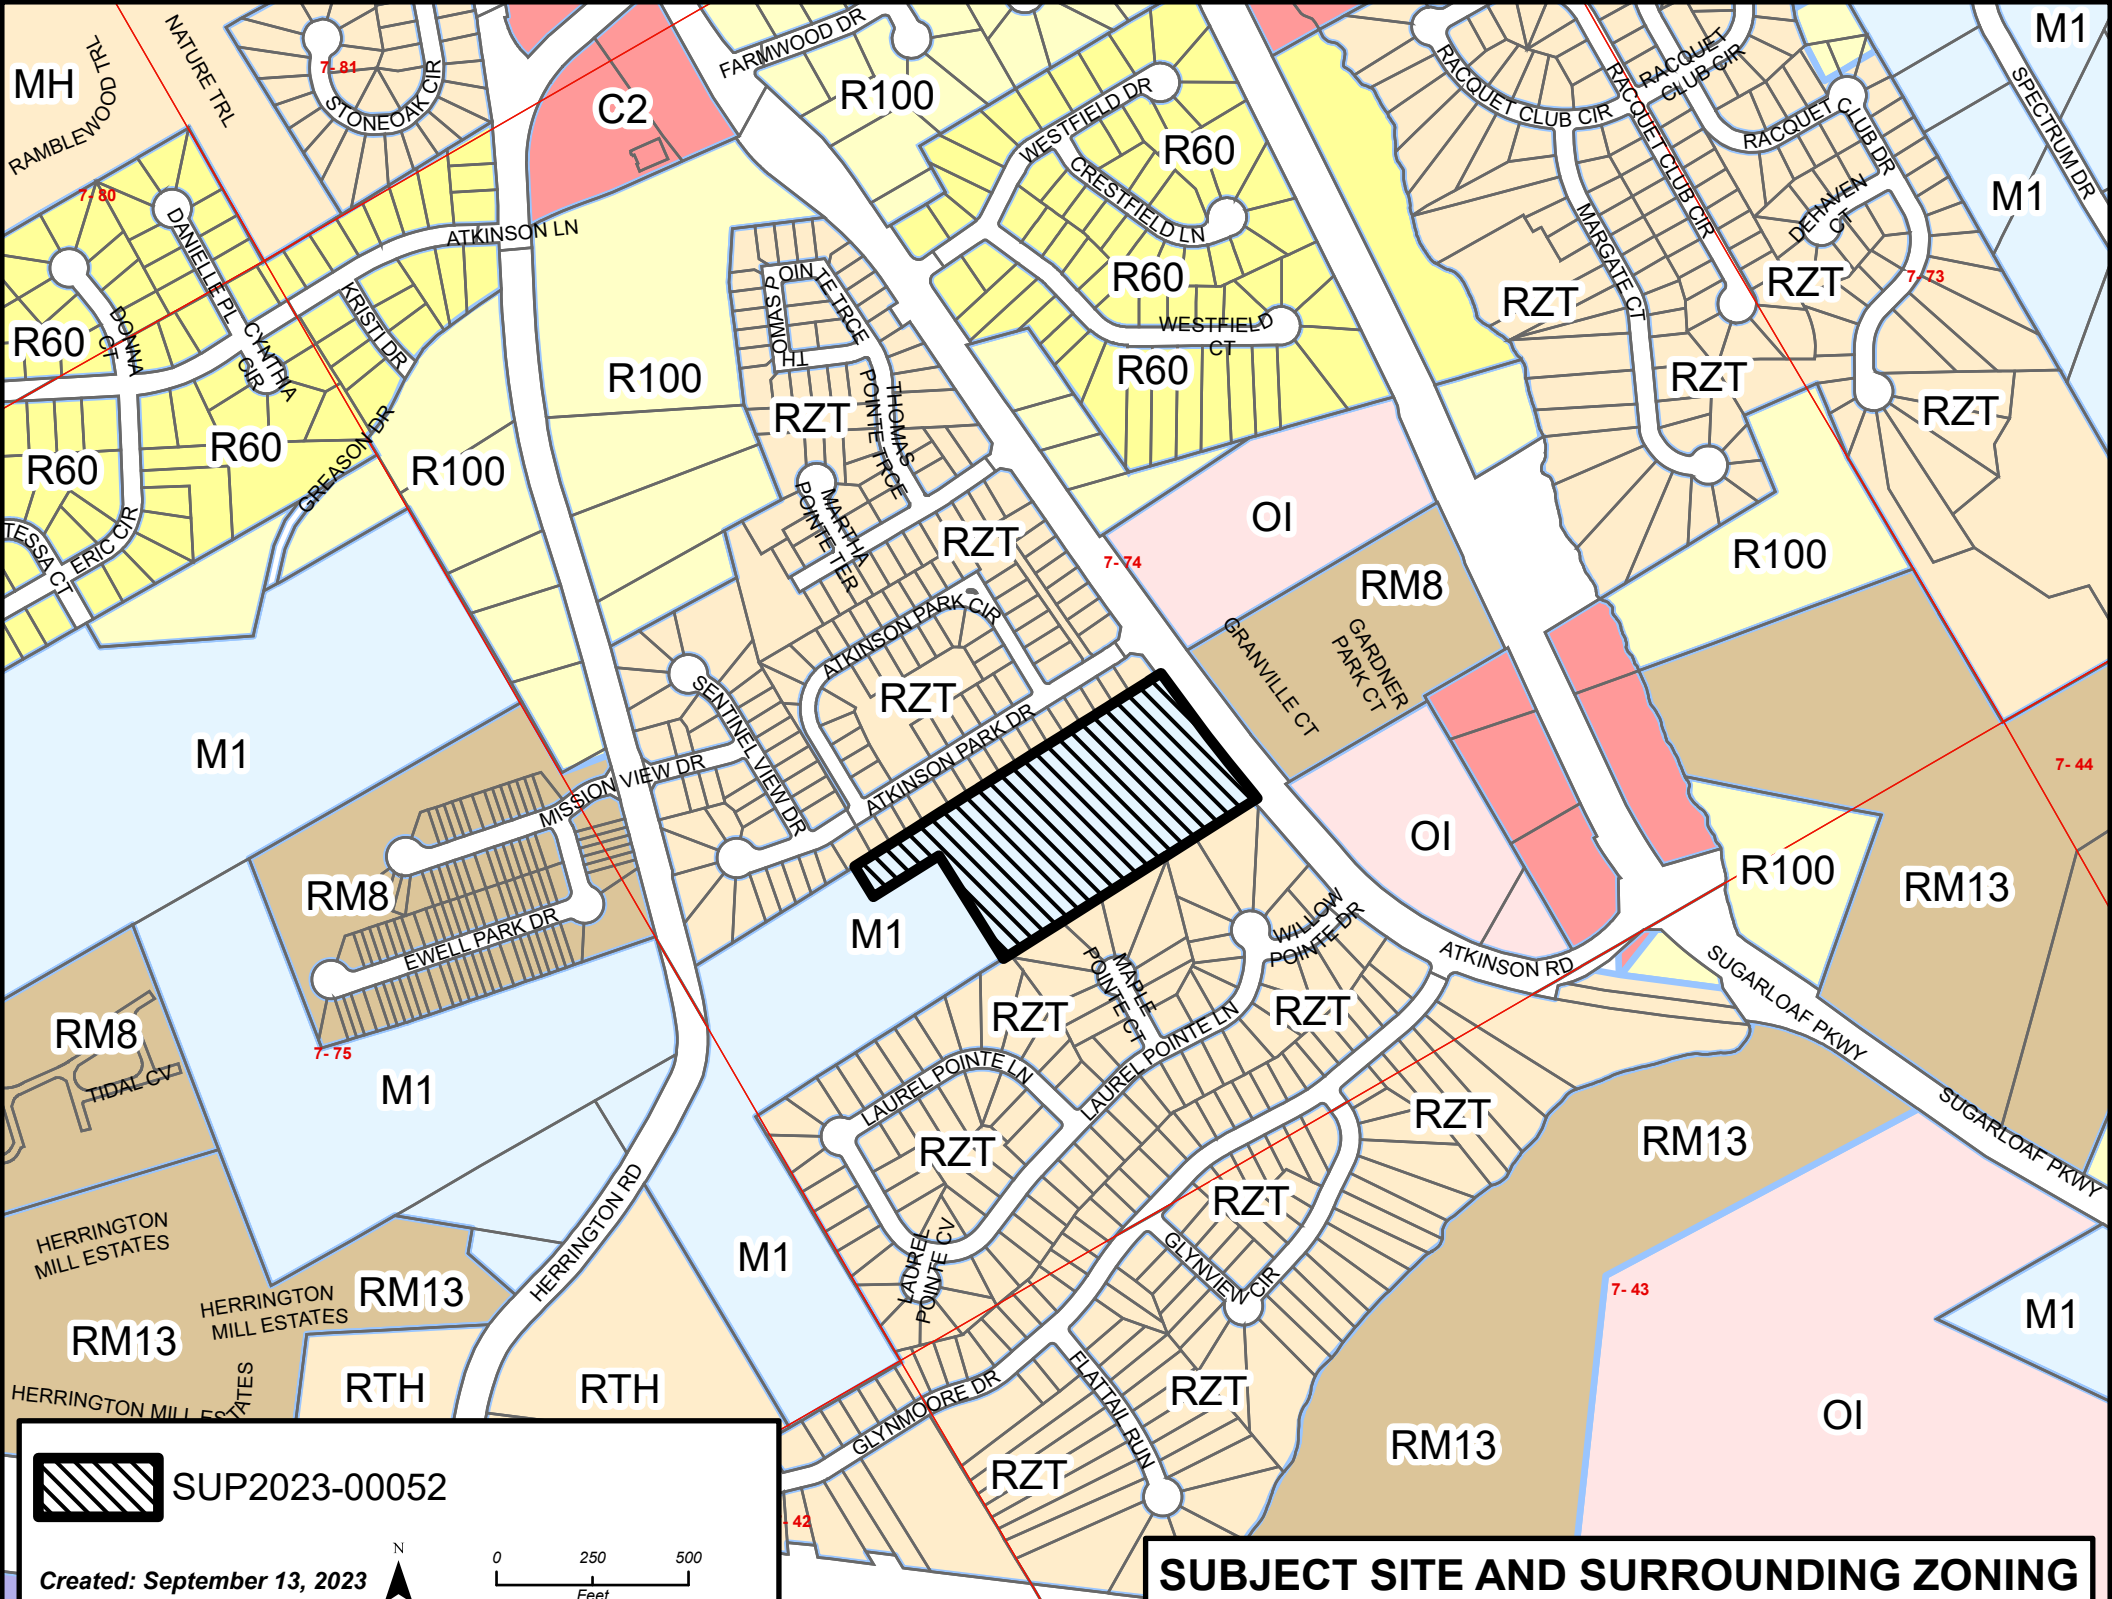 MH
RAMBLEWOOD TRL
NATURE TRL
7- 81
STONEOAK CIR
C2
FARMWOOD DR
R100
WESTFIELD DR
R60
CRESTFIELD LN
R60
WESTFIELD
CT
R60
RACQUET CLUB CIR
RACQUET CLUB CIR
RACQUET
CLUB CIR
RACQUET CLUB DR
DEHAVEN
CT
MARGATE CT
M1
SPECTRUM DR
M1
RZT
RZT
7- 73
RZT
RZT
7- 80
DANIELLE PL
DONNA
CT
ATKINSON LN
KRISTI DR
CYNTHIA
CIR
R60
R60
R60
GREASON DR
ERIC CIR
TESSA CT
R100
R100
THOMAS POINTE TRCE
RZT
THOMAS
POINTE TRCE
MARTHA
POINTE TER
RZT
OI
7- 74
RM8
GRANVILLE CT
GARDNER
PARK CT
R100
ATKINSON PARK CIR
RZT
SENTINEL VIEW DR
ATKINSON PARK DR
MISSION VIEW DR
M1
RM8
EWELL PARK DR
M1
OI
R100
RM13
7- 44
RM8
7- 75
TIDAL CV
M1
WILLOW
POINTE DR
MAPLE
POINTE CT
ATKINSON RD
SUGARLOAF PKWY
SUGARLOAF PKWY
RZT
RZT
LAUREL POINTE LN
LAUREL POINTE LN
RZT
RZT
RM13
HERRINGTON
MILL ESTATES
HERRINGTON RD
M1
LAUREL
POINTE CV
RZT
GLYNVIEW CIR
7- 43
M1
HERRINGTON
MILL ESTATES
RM13
RM13
HERRINGTON MILL ESTATES
RTH
RTH
GLYNMOORE DR
FLATTAIL RUN
RZT
RZT
RM13
OI
- 42
SUP2023-00052
Created: September 13, 2023
N
0 250 500
Feet
SUBJECT SITE AND SURROUNDING ZONING